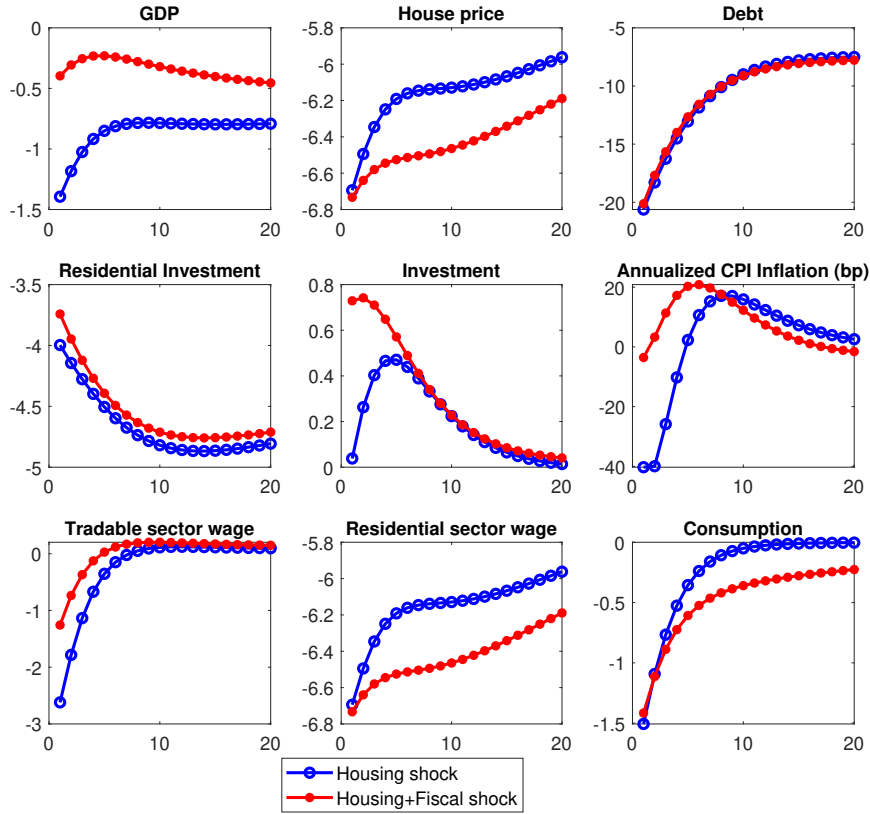 GDP
House price
Debt
0
-0.5
-1
-1.5
0 10 20
-5.8
-6
-6.2
-6.4
-6.6
-6.8
0 10 20
-5
-10
-15
-20
0 10 20
Residential Investment
Investment
Annualized CPI Inflation (bp)
-3.5
-4
-4.5
-5
0 10 20
0.8
0.6
0.4
0.2
0
0 10 20
20
0
-20
-40
0 10 20
Tradable sector wage
Residential sector wage
Consumption
0
-1
-2
-3
0 10 20
-5.8
-6
-6.2
-6.4
-6.6
-6.8
0 10 20
0
-0.5
-1
-1.5
0 10 20
Housing shock
Housing+Fiscal shock